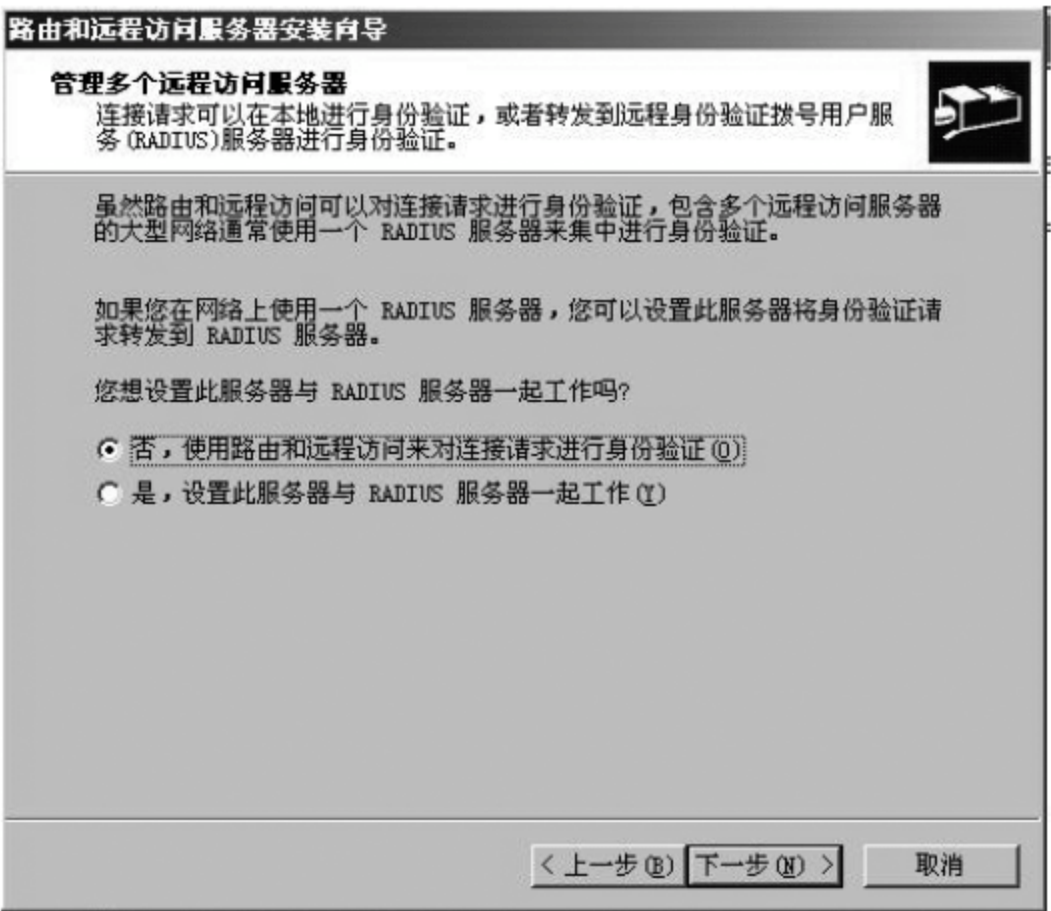 路由和远程访问服务器安装向导
管理多个远程访问服务器
连接请求可以在本地进行身份验证，或者转发到远程身份验证拨号用户服
务(RADIUS)服务器进行身份验证。
虽然路由和远程访问可以对连接请求进行身份验证，包含多个远程访问服务器
的大型网络通常使用一个 RADIUS 服务器来集中进行身份验证。
如果您在网络上使用一个 RADIUS 服务器，您可以设置此服务器将身份验证请
求转发到 RADIUS 服务器。
您想设置此服务器与 RADIUS 服务器一起工作吗?
否，使用路由和远程访问来对连接请求进行身份验证(O)
是，设置此服务器与 RADIUS 服务器一起工作(Y)
< 上一步(B) 下一步(N) > 取消